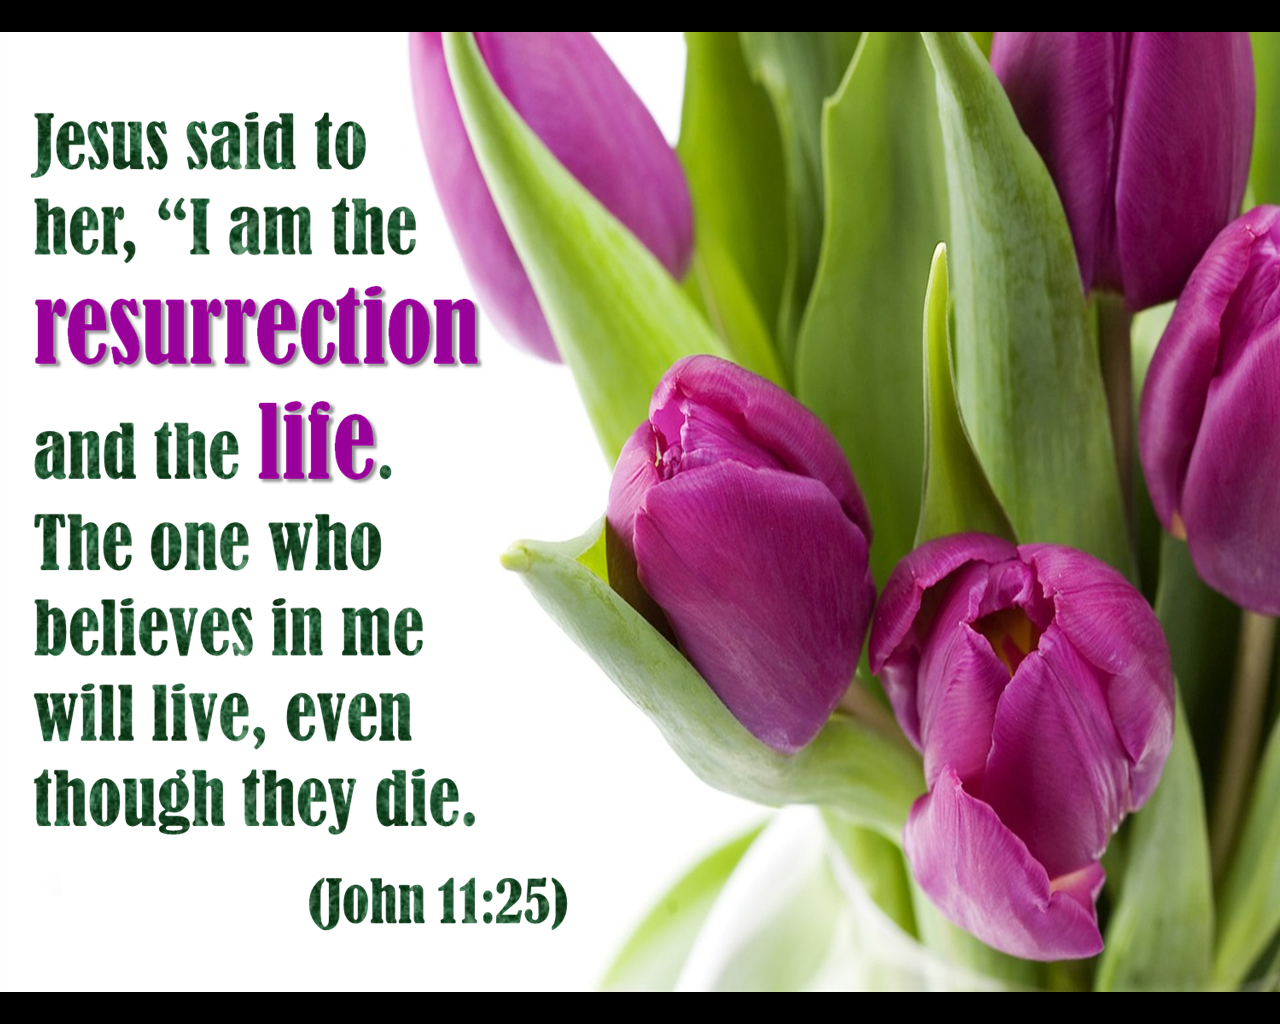 Jesus said to
her, “I am the
resurrection
and the life.
The one who
believes in me
will live, even
though they die.
(John 11:25)